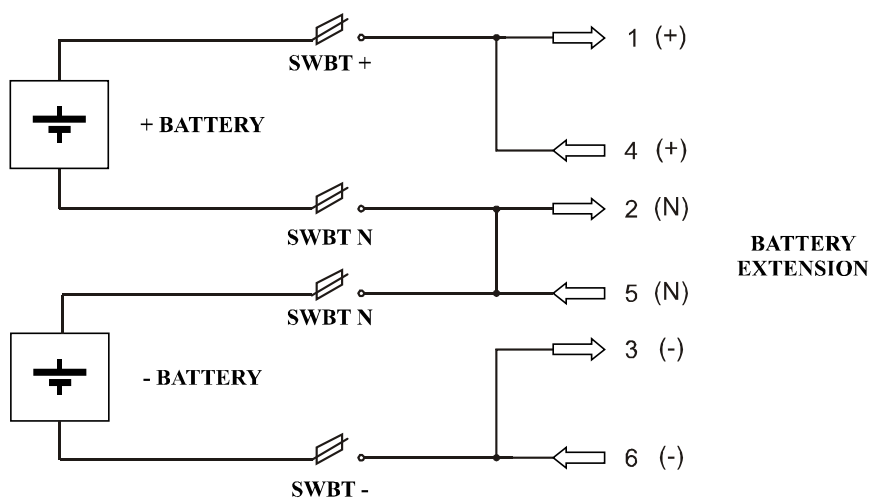 SWBT +
1 (+)
+ BATTERY
4 (+)
SWBT N
2 (N)
BATTERY
EXTENSION
SWBT N
5 (N)
3 (-)
- BATTERY
SWBT -
6 (-)